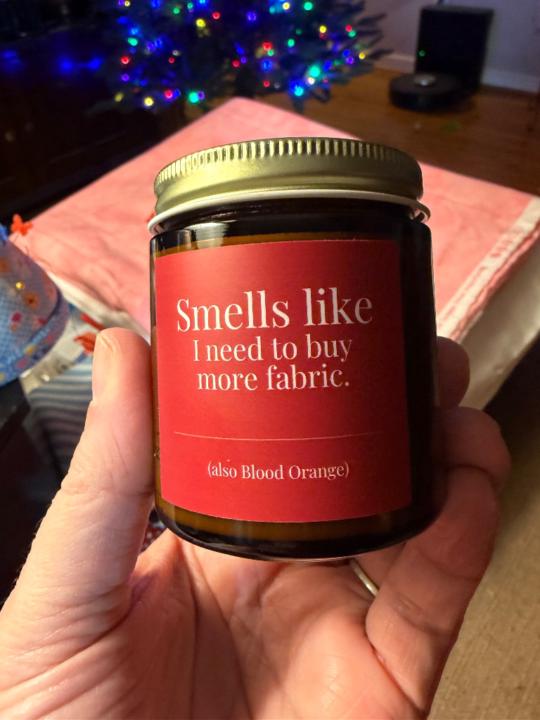 Smells like
I need to buy
more fabric.
(also Blood Orange)